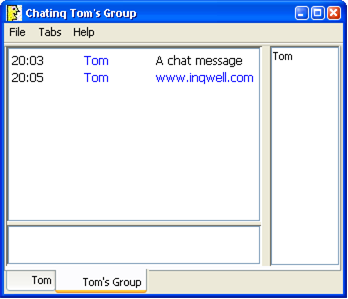 Chatinq Tom's Group
File Tabs Help
20:03 Tom A chat message
20:05 Tom www.inqwell.com
Tom
Tom Tom's Group